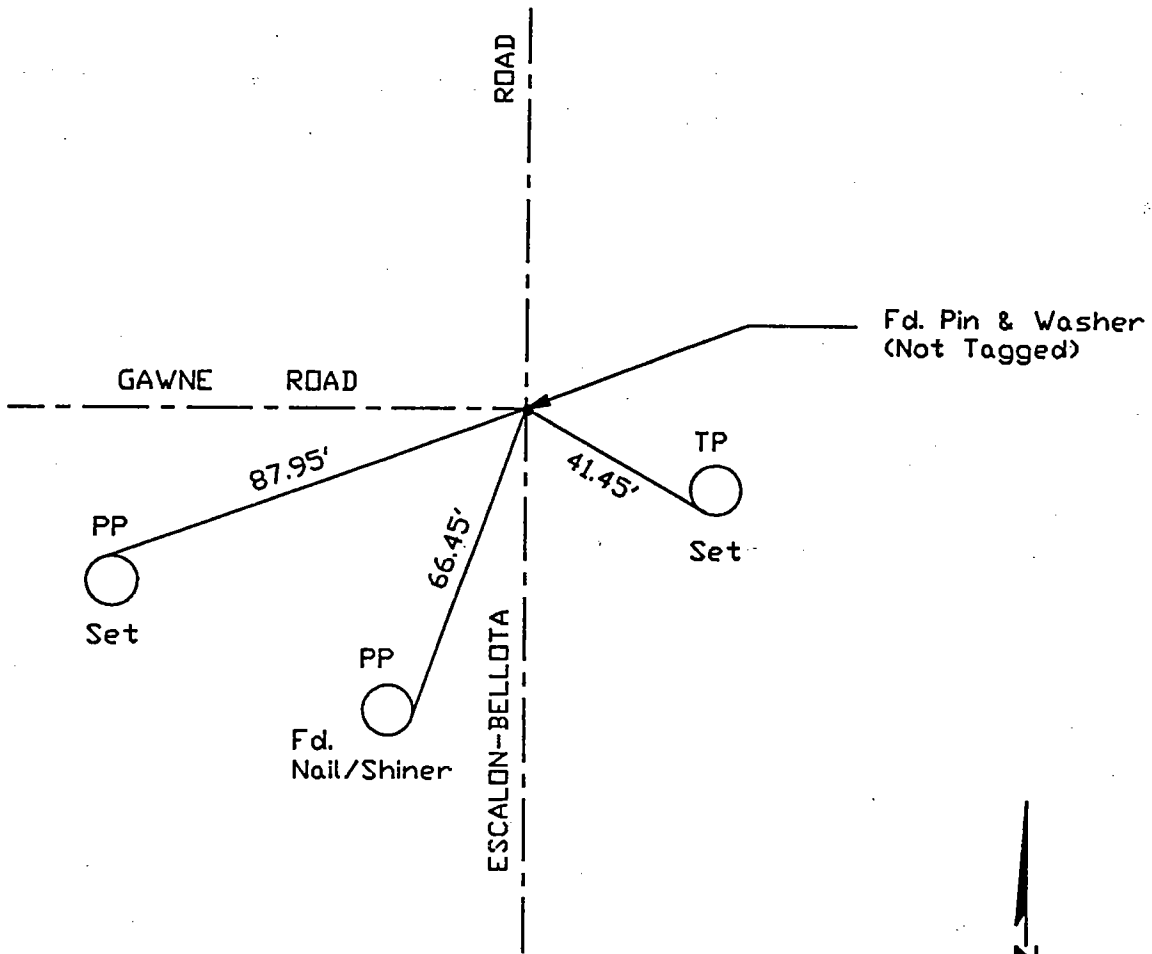 ROAD
Fd. Pin & Washer
(Not Tagged)
GAWNE ROAD
87.95'
66.45'
41.45'
TP
Set
PP
Set
PP
Fd.
Nail/Shiner
ESCALON-BELLOTA
N